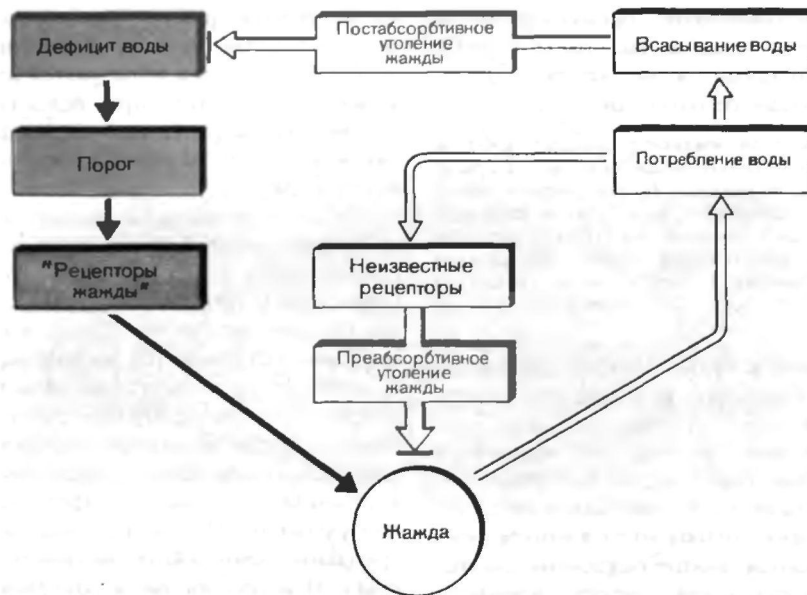 Дефицит воды
Постабсорбтивное
утоление
жажды
Всасывание воды
Порог
Потребление воды
"Рецепторы
жажды"
Неизвестные
рецепторы
Преабсорбтивное
утоление
жажды
Жажда